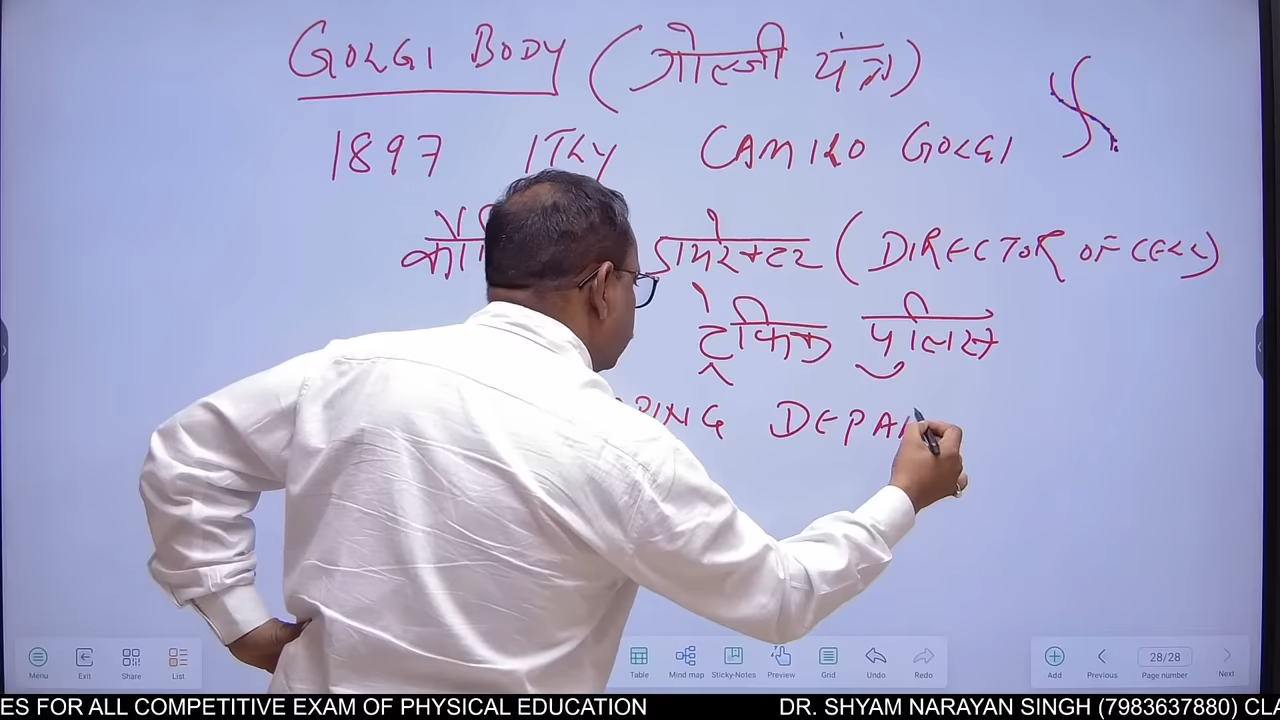 GOLGI BODY (गोल्जी यंत्र)
1897 ITLY CAMILO GOLGI
डायरेक्टर (DIRECTOR OF CELL)
ट्रेफिक पुलिस
PING DEPA
Menu Exit Share List Table Mind map Sticky-Notes Preview Grid Undo Redo Add Previous 28/28 Page number Next
ES FOR ALL COMPETITIVE EXAM OF PHYSICAL EDUCATION DR. SHYAM NARAYAN SINGH (7983637880) CLA